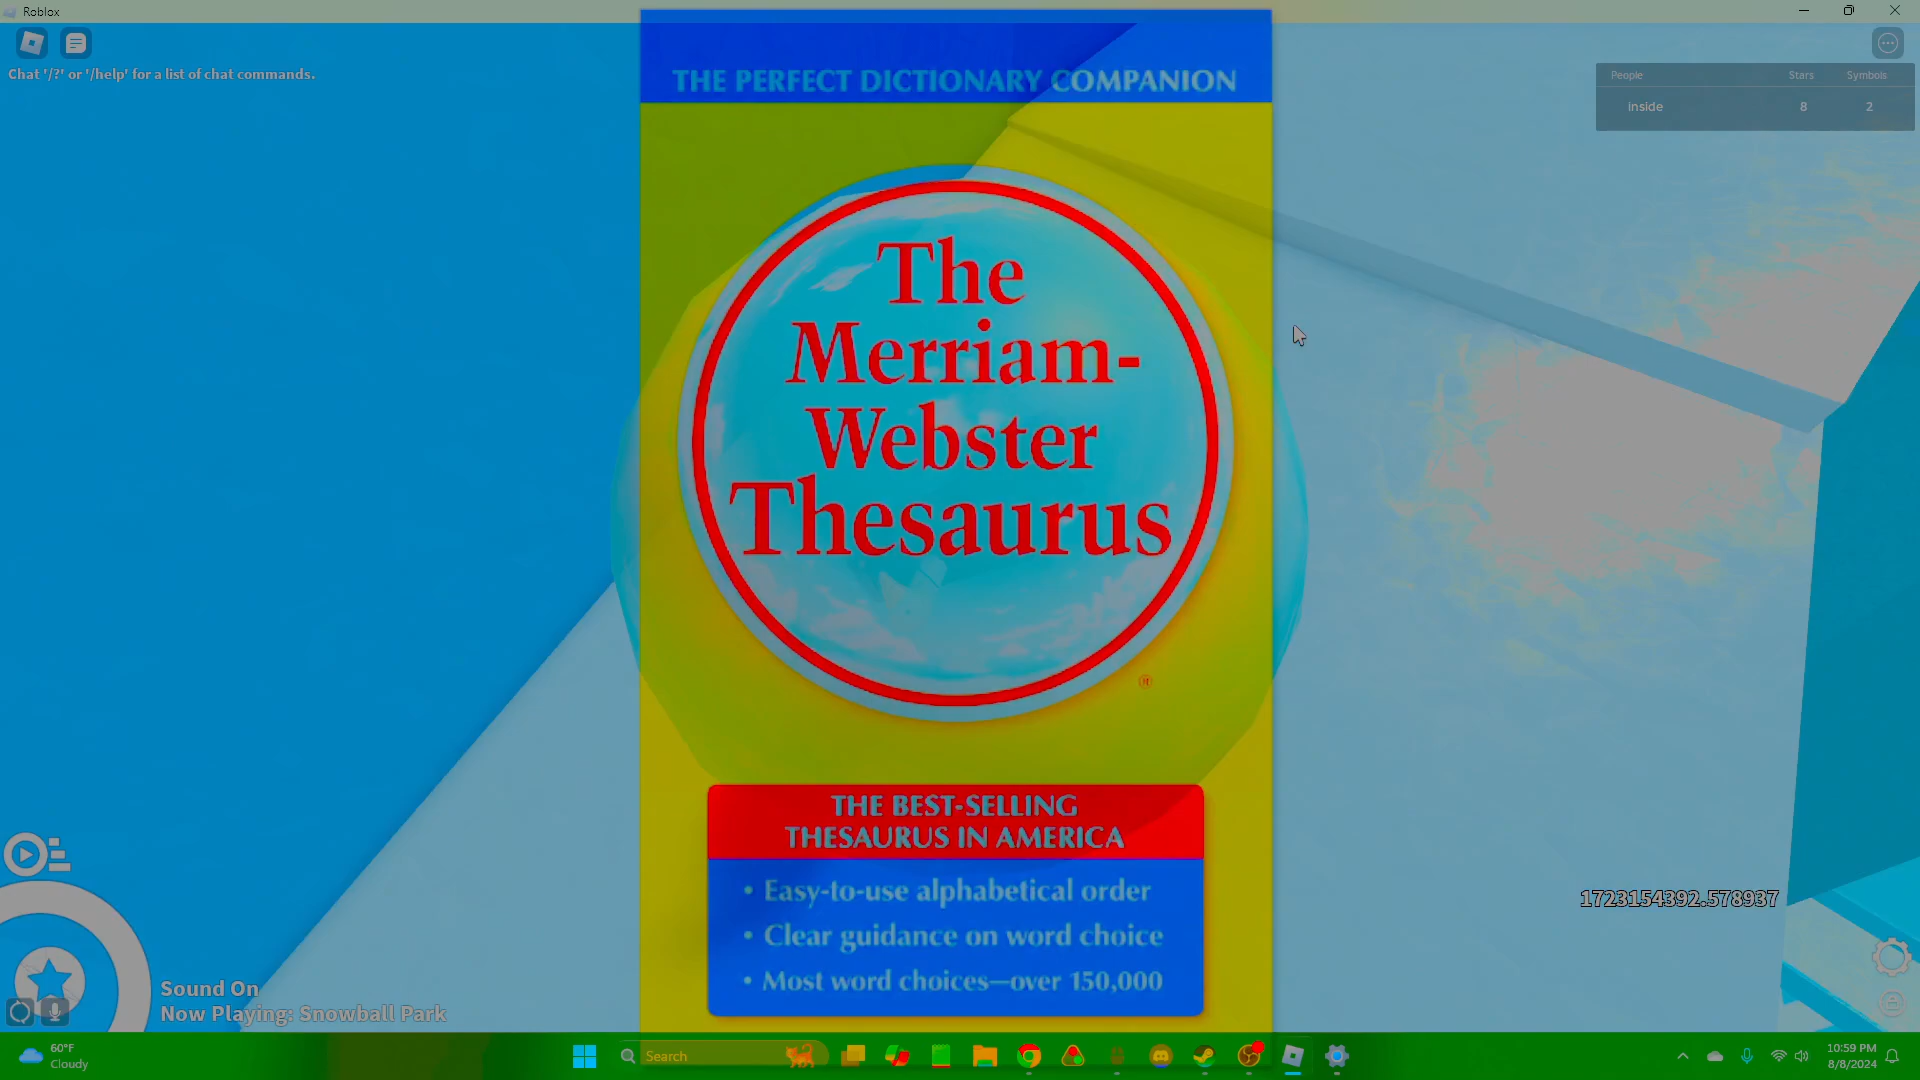 Roblox
Chat '/?' or '/help' for a list of chat commands.
People Stars Symbols
inside 8 2
THE PERFECT DICTIONARY COMPANION
The
Merriam-
Webster
Thesaurus
®
THE BEST-SELLING
THESAURUS IN AMERICA
• Easy-to-use alphabetical order
• Clear guidance on word choice
• Most word choices—over 150,000
1723154392.578937
Sound On
Now Playing: Snowball Park
60°F
Cloudy
Search
10:59 PM
8/8/2024